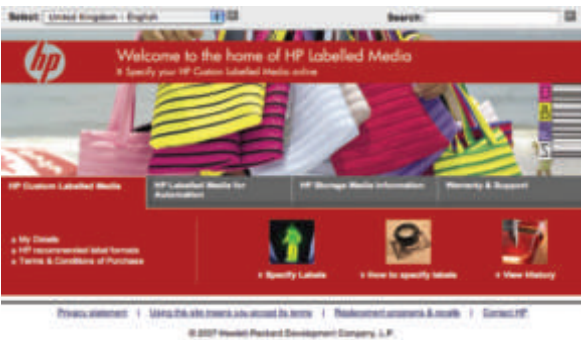 Select: United Kingdom - English
Search:
hp
Welcome to the home of HP Labelled Media
» Specify your HP Custom Labelled Media online
HP Custom Labelled Media
HP Labelled Media for Automation
HP Storage Media Information
Warranty & Support
» My Details
» HP recommended label formats
» Terms & Conditions of Purchase
» Specify Labels
» How to specify labels
» View History
Privacy statement | Using this site means you accept its terms | Replacement programs & recalls | Contact HP
© 2007 Hewlett-Packard Development Company, L.P.